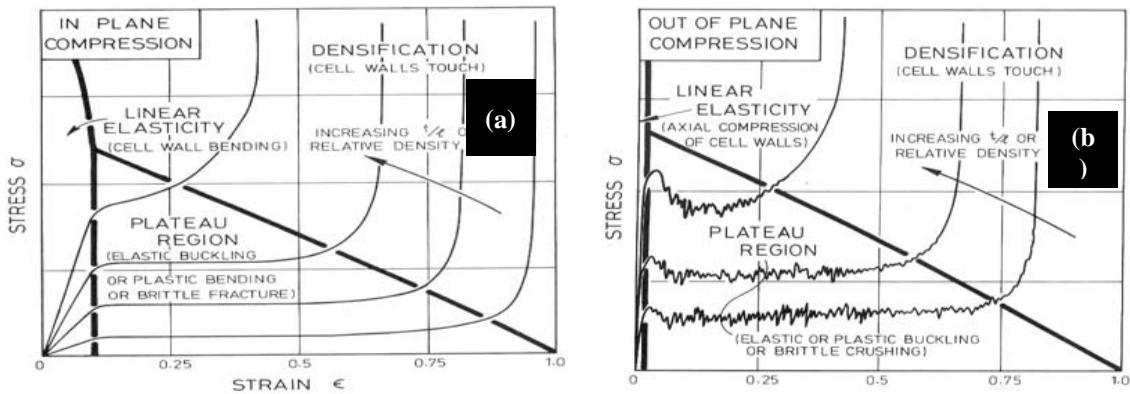 IN PLANE
COMPRESSION
DENSIFICATION
(CELL WALLS TOUCH)
(a)
LINEAR
ELASTICITY
(CELL WALL BENDING)
INCREASING t/ℓ O
RELATIVE DENSITY
STRESS σ
PLATEAU
REGION
(ELASTIC BUCKLING
OR PLASTIC BENDING
OR BRITTLE FRACTURE)
0 0.25 0.5 0.75 1.0
STRAIN ϵ
OUT OF PLANE
COMPRESSION
DENSIFICATION
(CELL WALLS TOUCH)
(b
)
LINEAR
ELASTICITY
(AXIAL COMPRESSION
OF CELL WALLS)
INCREASING t/ℓ OR
RELATIVE DENSITY
STRESS σ
PLATEAU
REGION
(ELASTIC OR PLASTIC BUCKLING
OR BRITTLE CRUSHING)
0 0.25 0.5 0.75 1.0